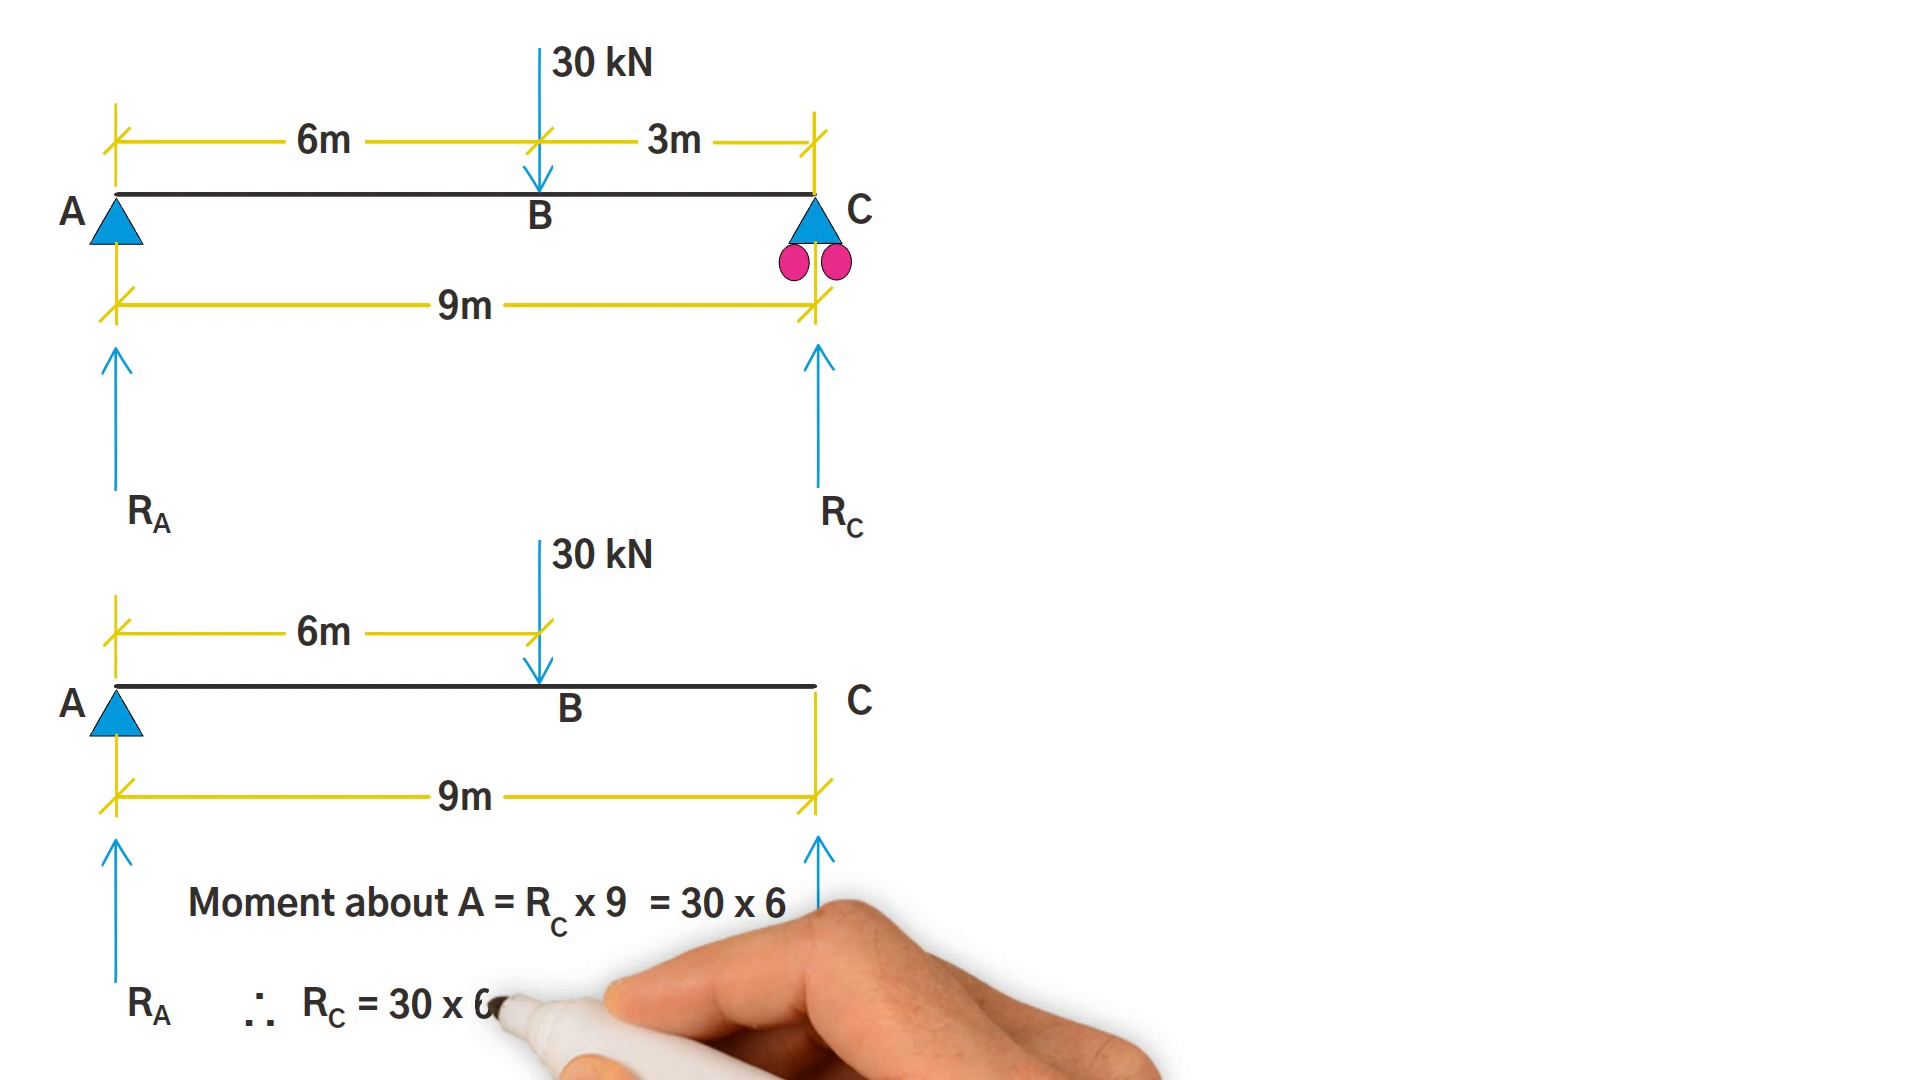 30 kN
6m 3m
A B C
9m
RA RC
30 kN
6m
A B C
9m
Moment about A = RC x 9 = 30 x 6
RA ∴ RC = 30 x 6